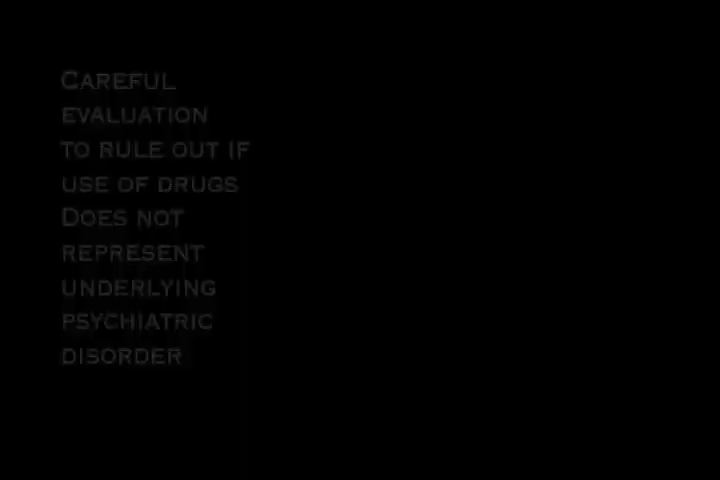 Careful
evaluation
to rule out if
use of drugs
Does not
represent
underlying
psychiatric
disorder